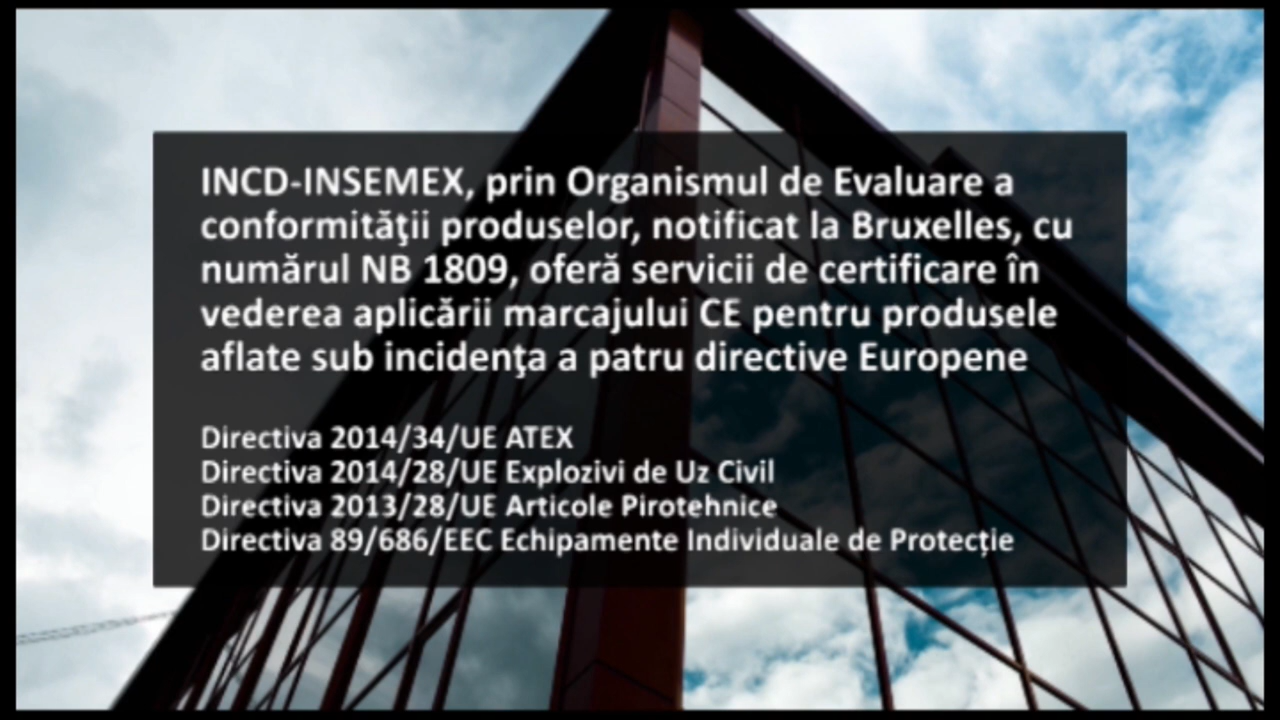 INCD-INSEMEX, prin Organismul de Evaluare a
conformităţii produselor, notificat la Bruxelles, cu
numărul NB 1809, oferă servicii de certificare în
vederea aplicării marcajului CE pentru produsele
aflate sub incidenţa a patru directive Europene
Directiva 2014/34/UE ATEX
Directiva 2014/28/UE Explozivi de Uz Civil
Directiva 2013/28/UE Articole Pirotehnice
Directiva 89/686/EEC Echipamente Individuale de Protecție